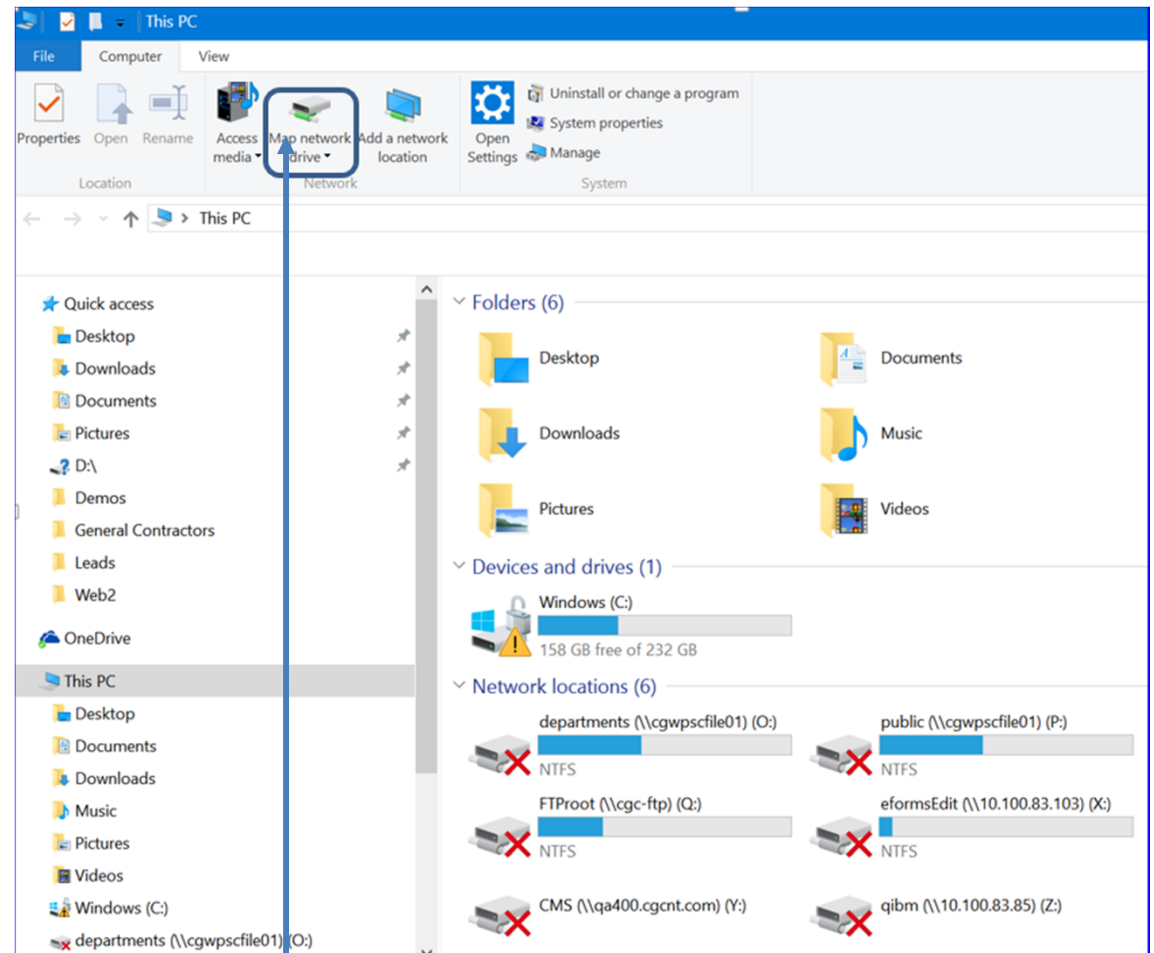 This PC
File Computer View
Properties Open Rename Access media Map network drive Add a network location Open Settings Uninstall or change a program
System properties
Manage
Location Network System
This PC
Quick access
Desktop
Downloads
Documents
Pictures
D:\
Demos
General Contractors
Leads
Web2
OneDrive
This PC
Desktop
Documents
Downloads
Music
Pictures
Videos
Windows (C:)
departments (\\cgwpscfile01) (O:)
Folders (6)
Desktop Documents
Downloads Music
Pictures Videos
Devices and drives (1)
Windows (C:)
158 GB free of 232 GB
Network locations (6)
departments (\\cgwpscfile01) (O:) public (\\cgwpscfile01) (P:)
NTFS NTFS
FTProot (\\cgc-ftp) (Q:) eformsEdit (\\10.100.83.103) (X:)
NTFS NTFS
CMS (\\qa400.cgcnt.com) (Y:) qibm (\\10.100.83.85) (Z:)